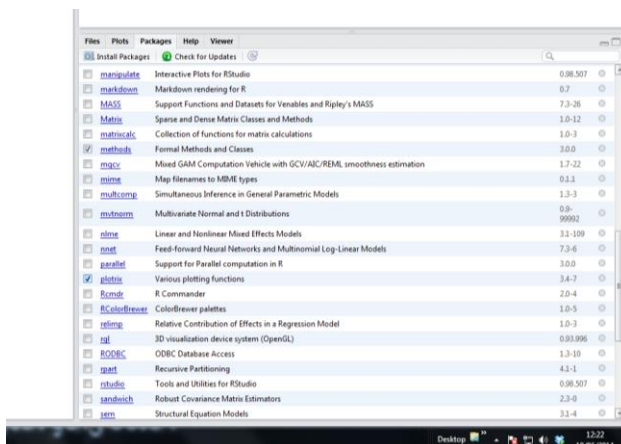 Files Plots Packages Help Viewer
Install Packages Check for Updates
manipulate Interactive Plots for RStudio 0.98.507
markdown Markdown rendering for R 0.7
MASS Support Functions and Datasets for Venables and Ripley's MASS 7.3-26
Matrix Sparse and Dense Matrix Classes and Methods 1.0-12
matrixcalc Collection of functions for matrix calculations 1.0-3
methods Formal Methods and Classes 3.0.0
mgcv Mixed GAM Computation Vehicle with GCV/AIC/REML smoothness estimation 1.7-22
mime Map filenames to MIME types 0.1.1
multcomp Simultaneous Inference in General Parametric Models 1.3-3
mvtnorm Multivariate Normal and t Distributions 0.9-
99992
nlme Linear and Nonlinear Mixed Effects Models 3.1-109
nnet Feed-forward Neural Networks and Multinomial Log-Linear Models 7.3-6
parallel Support for Parallel computation in R 3.0.0
plotrix Various plotting functions 3.4-7
Rcmdr R Commander 2.0-4
RColorBrewer ColorBrewer palettes 1.0-5
relimp Relative Contribution of Effects in a Regression Model 1.0-3
rgl 3D visualization device system (OpenGL) 0.93.996
RODBC ODBC Database Access 1.3-10
rpart Recursive Partitioning 4.1-1
rstudio Tools and Utilities for RStudio 0.98.507
sandwich Robust Covariance Matrix Estimators 2.3-0
sem Structural Equation Models 3.1-4
Desktop 12:22